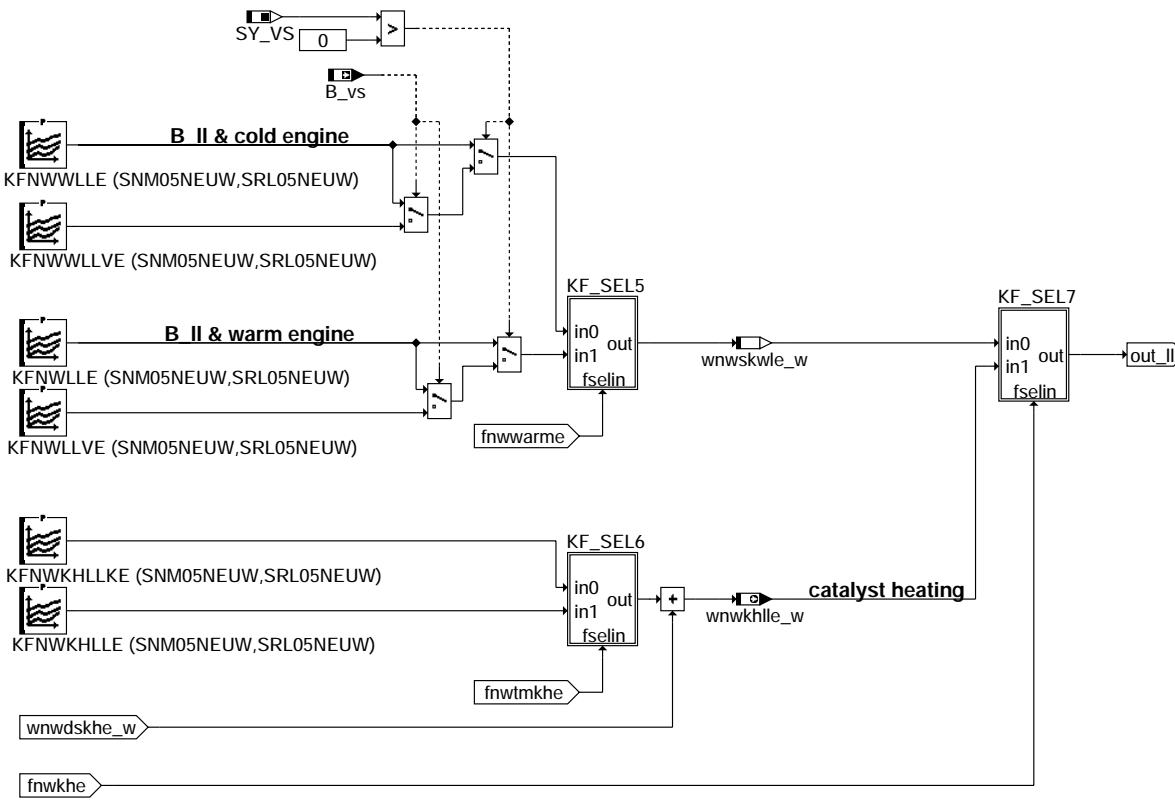 SY_VS
>
0
B_vs
P
B_ll & cold engine
KFNWWLLE (SNM05NEUW,SRL05NEUW)
P
KFNWWLLVE (SNM05NEUW,SRL05NEUW)
P
B_ll & warm engine
KFNWLLE (SNM05NEUW,SRL05NEUW)
P
KFNWLLVE (SNM05NEUW,SRL05NEUW)
KF_SEL5
in0
in1
out
fselin
fnwwarme
wnwskwle_w
KF_SEL7
in0
in1
out
fselin
out_ll
P
KFNWKHLLKE (SNM05NEUW,SRL05NEUW)
P
KFNWKHLLE (SNM05NEUW,SRL05NEUW)
KF_SEL6
in0
in1
out
fselin
+
wnwkhlle_w
catalyst heating
fnwtmkhe
wnwdskhe_w
fnwkhe